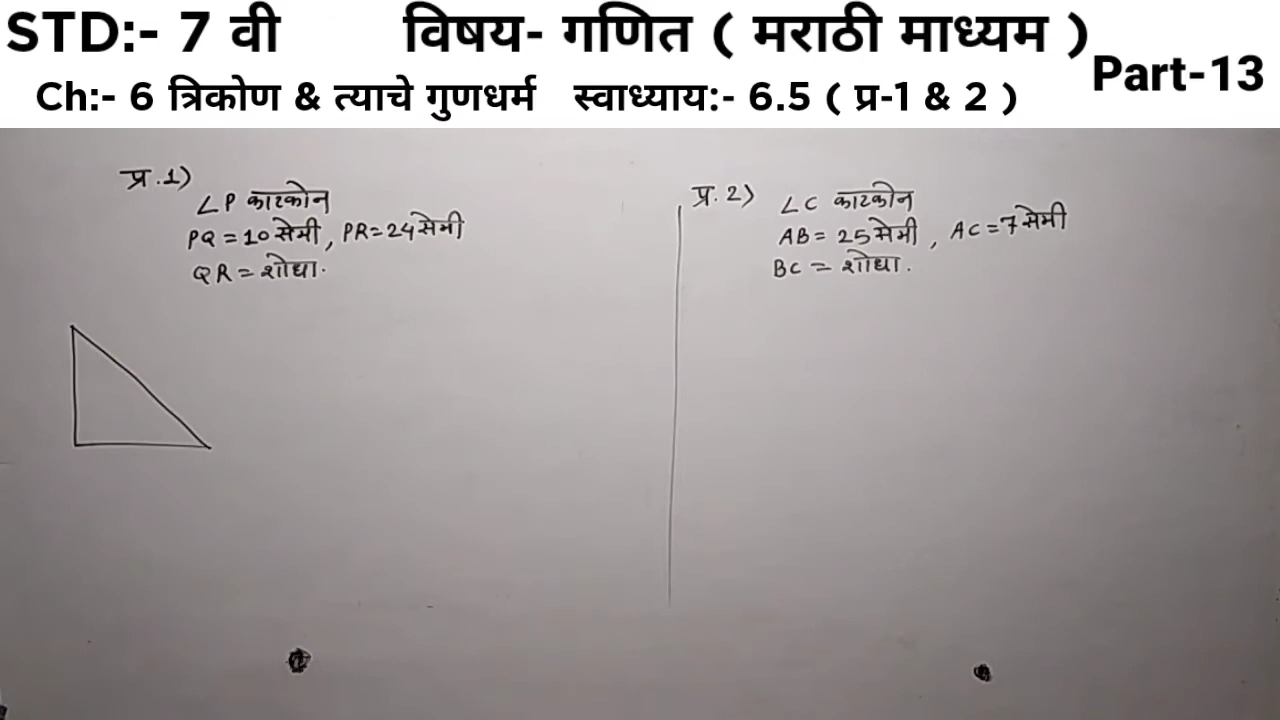 STD:- 7 वी विषय- गणित ( मराठी माध्यम )
Part-13
Ch:- 6 त्रिकोण & त्याचे गुणधर्म स्वाध्याय:- 6.5 ( प्र-1 & 2 )
प्र.1)
∠P काटकोन
PQ = 10 सेमी, PR=24 सेमी
QR = शोधा.
प्र. 2)
∠C काटकोन
AB = 25 सेमी , AC=7 सेमी
BC = शोधा.